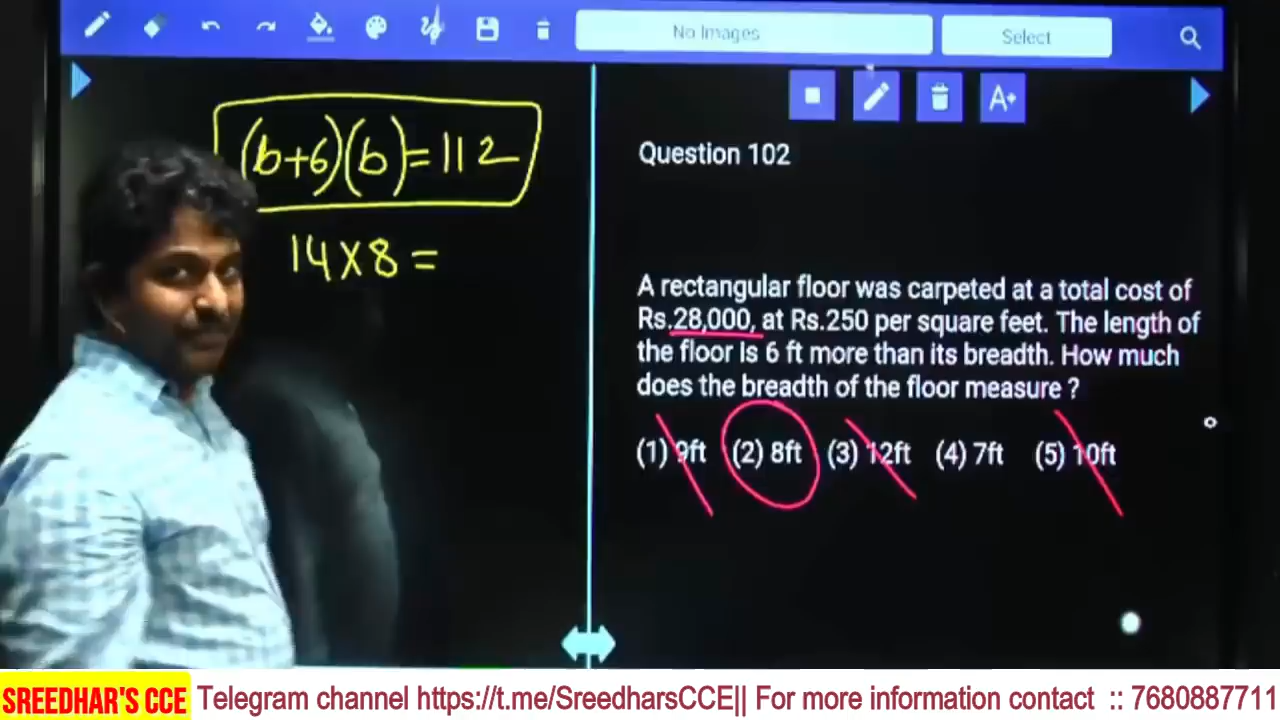 No Images
Select
A+
(b+6)(b)=112
14x8=
Question 102
A rectangular floor was carpeted at a total cost of
Rs.28,000, at Rs.250 per square feet. The length of
the floor is 6 ft more than its breadth. How much
does the breadth of the floor measure ?
(1) 9ft (2) 8ft (3) 12ft (4) 7ft (5) 10ft
SREEDHAR'S CCE Telegram channel https://t.me/SreedharsCCE|| For more information contact :: 7680887711